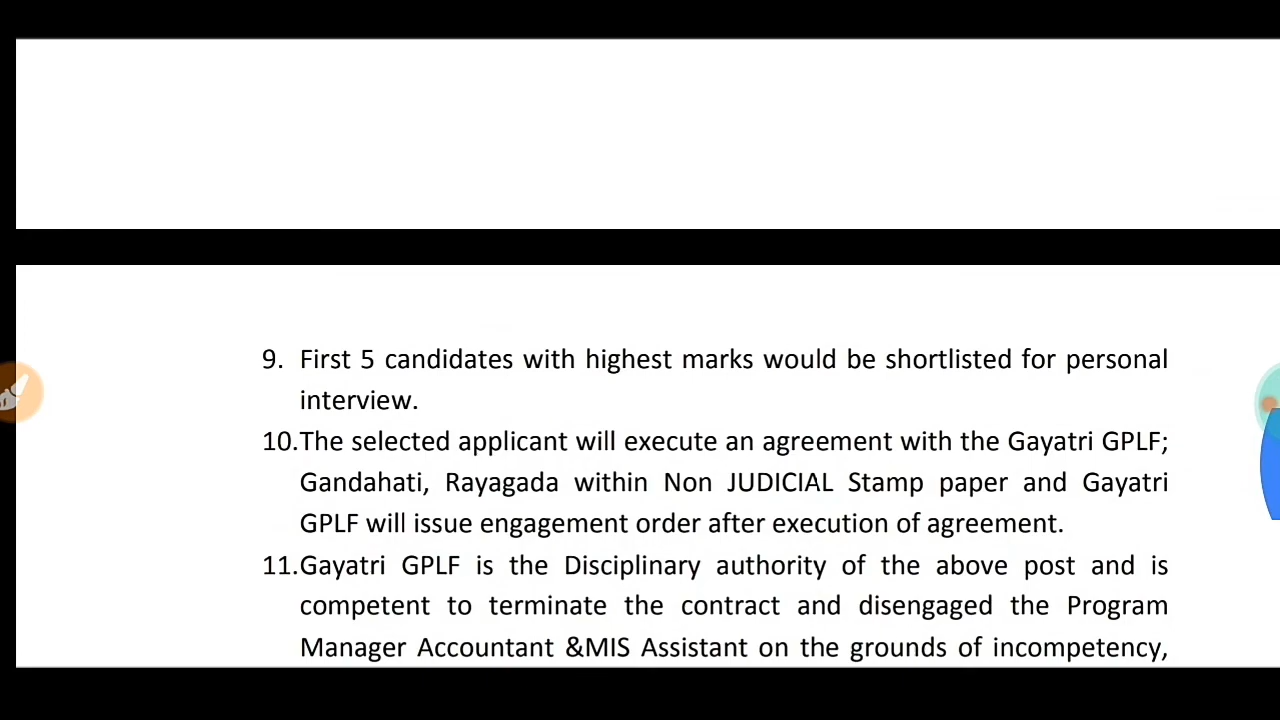 9. First 5 candidates with highest marks would be shortlisted for personal
interview.
10.The selected applicant will execute an agreement with the Gayatri GPLF;
Gandahati, Rayagada within Non JUDICIAL Stamp paper and Gayatri
GPLF will issue engagement order after execution of agreement.
11.Gayatri GPLF is the Disciplinary authority of the above post and is
competent to terminate the contract and disengaged the Program
Manager Accountant &MIS Assistant on the grounds of incompetency,